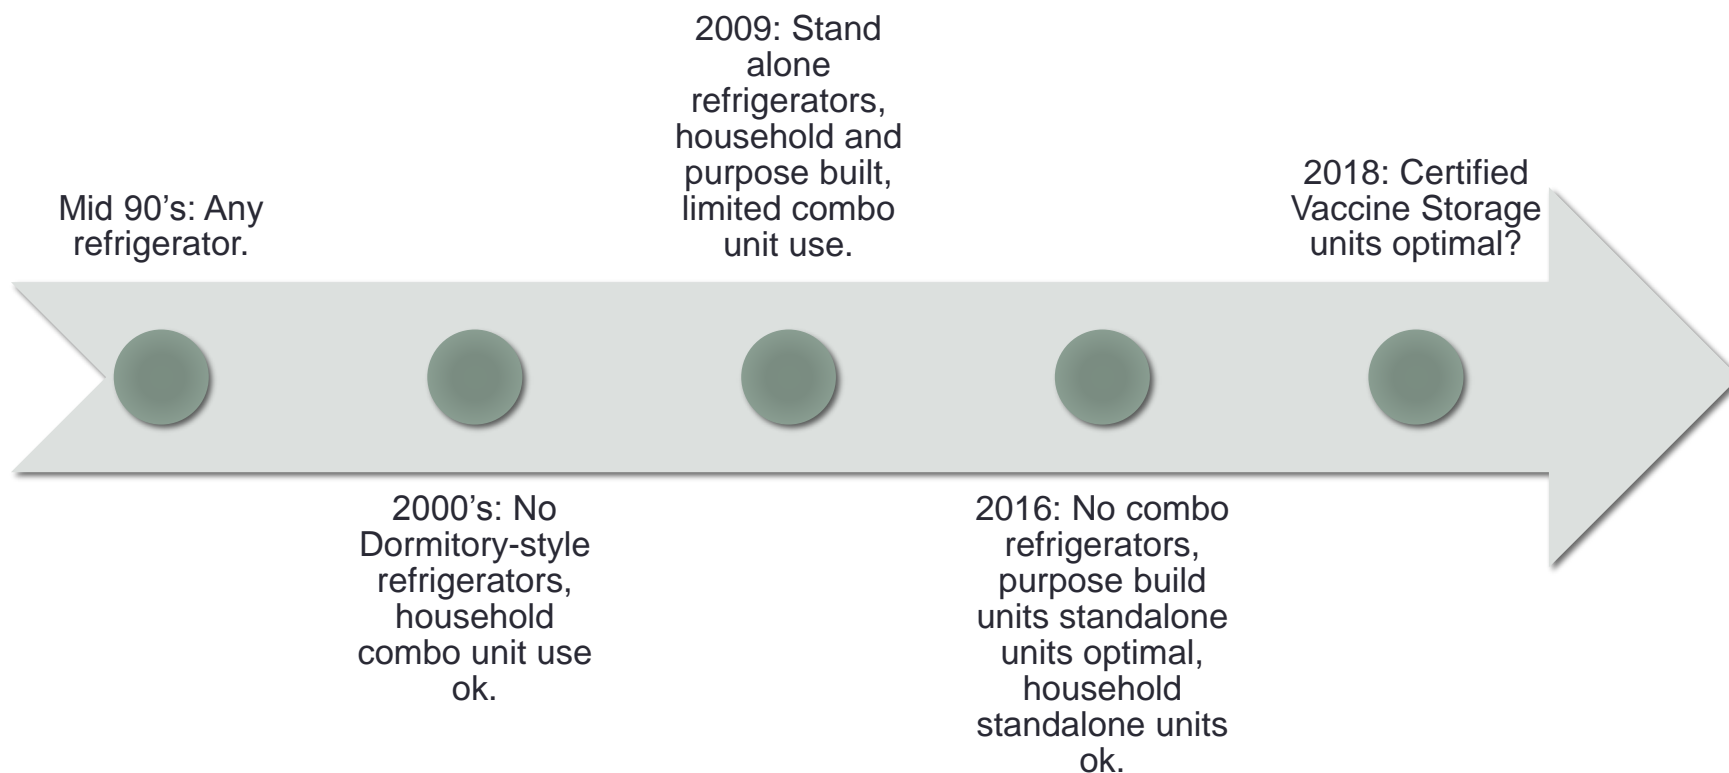 Mid 90’s: Any
refrigerator.
2000’s: No
Dormitory-style
refrigerators,
household
combo unit use
ok.
2009: Stand
alone
refrigerators,
household and
purpose built,
limited combo
unit use.
2016: No combo
refrigerators,
purpose build
units standalone
units optimal,
household
standalone units
ok.
2018: Certified
Vaccine Storage
units optimal?